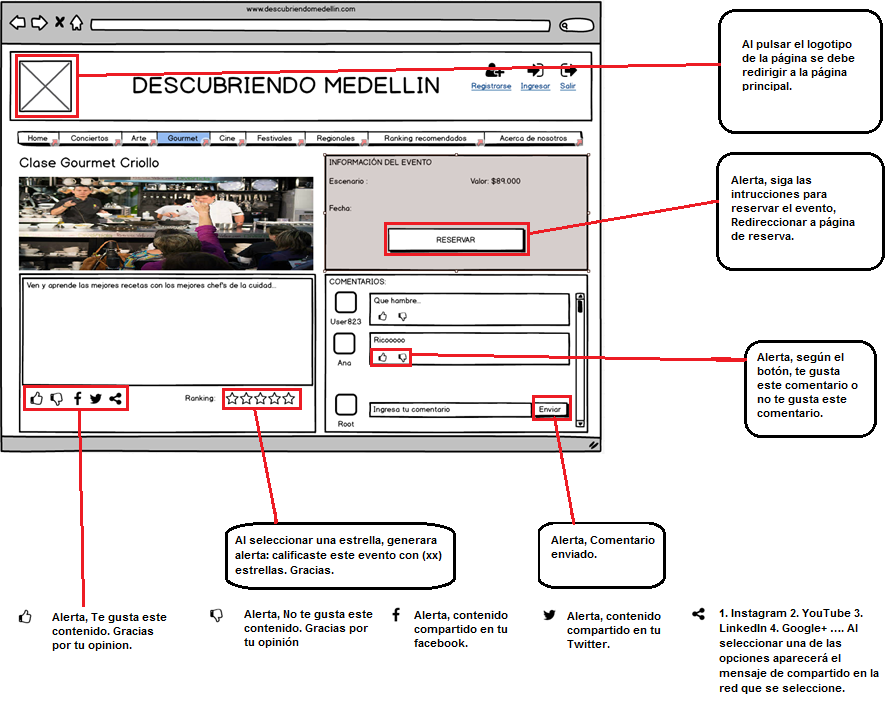 www.descubriendomedellin.com
DESCUBRIENDO MEDELLIN
Registrarse Ingresar Salir
Home Conciertos Arte Gourmet Cine Festivales Regionales Ranking recomendados Acerca de nosotros
Clase Gourmet Criollo
INFORMACIÓN DEL EVENTO
Escenario : Valor: $89.000
Fecha:
RESERVAR
Ven y aprende las mejores recetas con los mejores chef's de la cuidad...
Ranking:
COMENTARIOS:
Que hambre...
User823
Ricooooo
Ana
Ingresa tu comentario Enviar
Root
Al pulsar el logotipo
de la página se debe
redirigir a la página
principal.
Alerta, siga las
intrucciones para
reservar el evento,
Redireccionar a página
de reserva.
Alerta, según el
botón, te gusta
este comentario o
no te gusta este
comentario.
Al seleccionar una estrella, generara
alerta: calificaste este evento con (xx)
estrellas. Gracias.
Alerta, Comentario
enviado.
Alerta, Te gusta este
contenido. Gracias
por tu opinion.
Alerta, No te gusta este
contenido. Gracias por
tu opinión
Alerta, contenido
compartido en tu
facebook.
Alerta, contenido
compartido en tu
Twitter.
1. Instagram 2. YouTube 3.
LinkedIn 4. Google+ .... Al
seleccionar una de las
opciones aparecerá el
mensaje de compartido en la
red que se seleccione.